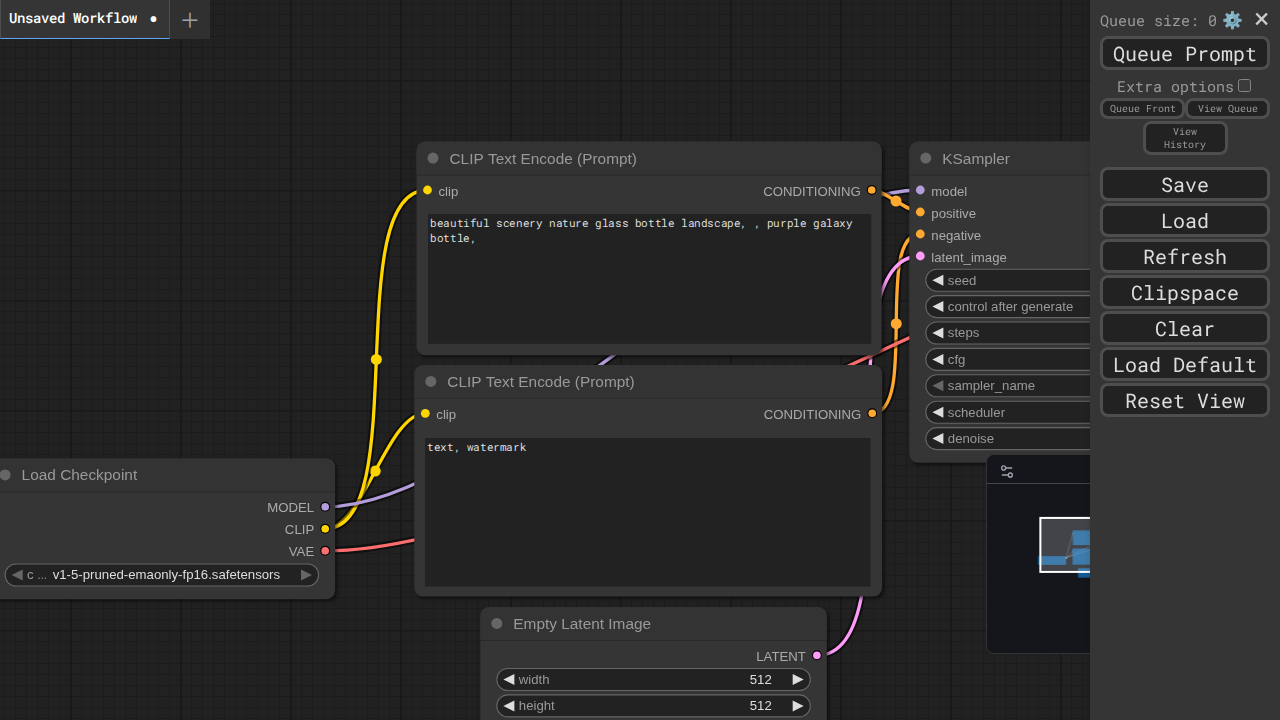 Unsaved Workflow
Queue size: 0
Queue Prompt
Extra options
Queue Front
View Queue
View
History
Save
Load
Refresh
Clipspace
Clear
Load Default
Reset View
CLIP Text Encode (Prompt)
clip
CONDITIONING
beautiful scenery nature glass bottle landscape, , purple galaxy
bottle,
KSampler
model
positive
negative
latent_image
seed
control after generate
steps
cfg
sampler_name
scheduler
denoise
CLIP Text Encode (Prompt)
clip
CONDITIONING
text, watermark
Load Checkpoint
MODEL
CLIP
VAE
c ... v1-5-pruned-emaonly-fp16.safetensors
Empty Latent Image
LATENT
width 512
height 512